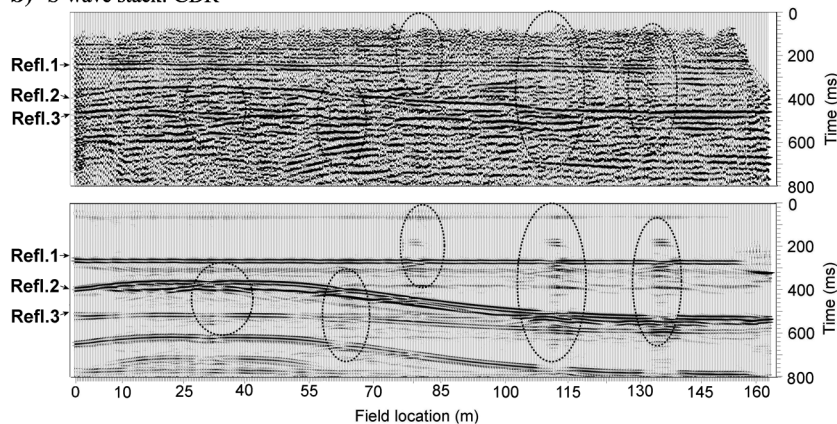 b) S-wave stack: CDR
0
200
400
600
800
Time (ms)
Refl.1
Refl.2
Refl.3
0
200
400
600
800
Time (ms)
Refl.1
Refl.2
Refl.3
0 10 25 40 55 70 85 100 115 130 145 160
Field location (m)